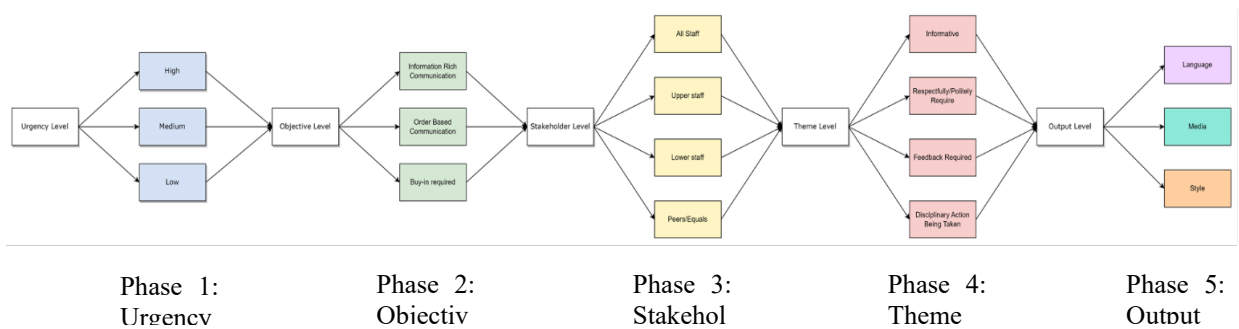 Urgency Level
High
Medium
Low
Objective Level
Information Rich
Communication
Order Based
Communication
Buy-in required
Stakeholder Level
All Staff
Upper staff
Lower staff
Peers/Equals
Theme Level
Informative
Respectfully/Politely
Require
Feedback Required
Disciplinary Action
Being Taken
Output Level
Language
Media
Style
Phase 1:
Urgency
Phase 2:
Objectiv
Phase 3:
Stakehol
Phase 4:
Theme
Phase 5:
Output